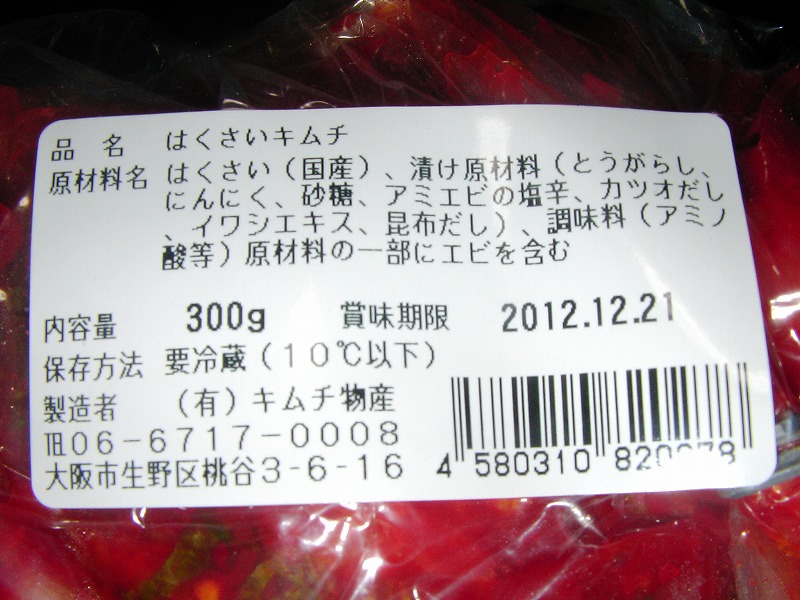 品名 はくさいキムチ
原材料名 はくさい（国産）、漬け原材料（とうがらし、
にんにく、砂糖、アミエビの塩辛、カツオだし
、イワシエキス、昆布だし）、調味料（アミノ
酸等）原材料の一部にエビを含む
内容量 300g 賞味期限 2012.12.21
保存方法 要冷蔵（10℃以下）
製造者 （有）キムチ物産
℡06-6717-0008
大阪市生野区桃谷3-6-16
4 580310